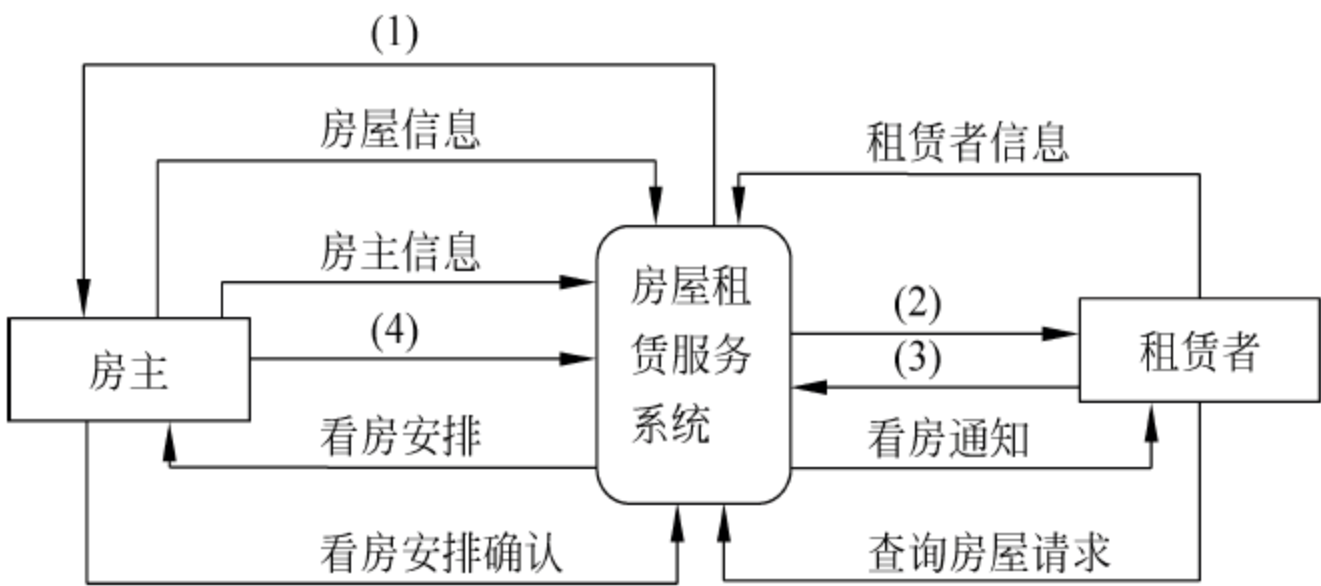 (1)
房屋信息
租赁者信息
房主信息
房屋租
赁服务
系统
(2)
(4)
(3)
房主
租赁者
看房安排
看房通知
看房安排确认
查询房屋请求